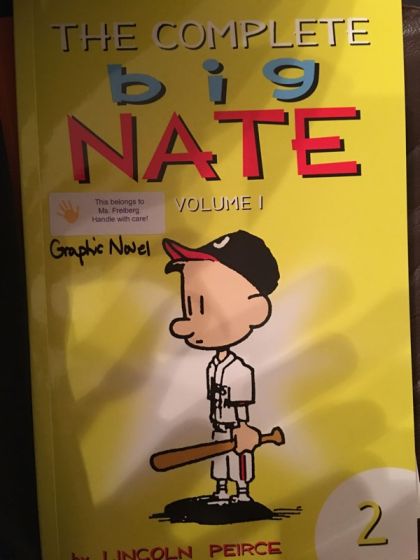 THE COMPLETE
big
NATE
VOLUME I
This belongs to
Ms. Freiberg
Handle with care!
Graphic Novel
by LINCOLN PEIRCE
2